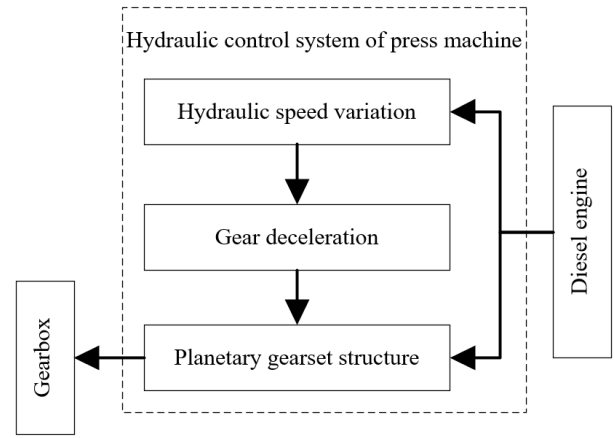 Hydraulic control system of press machine
Hydraulic speed variation
Gear deceleration
Planetary gearset structure
Gearbox
Diesel engine